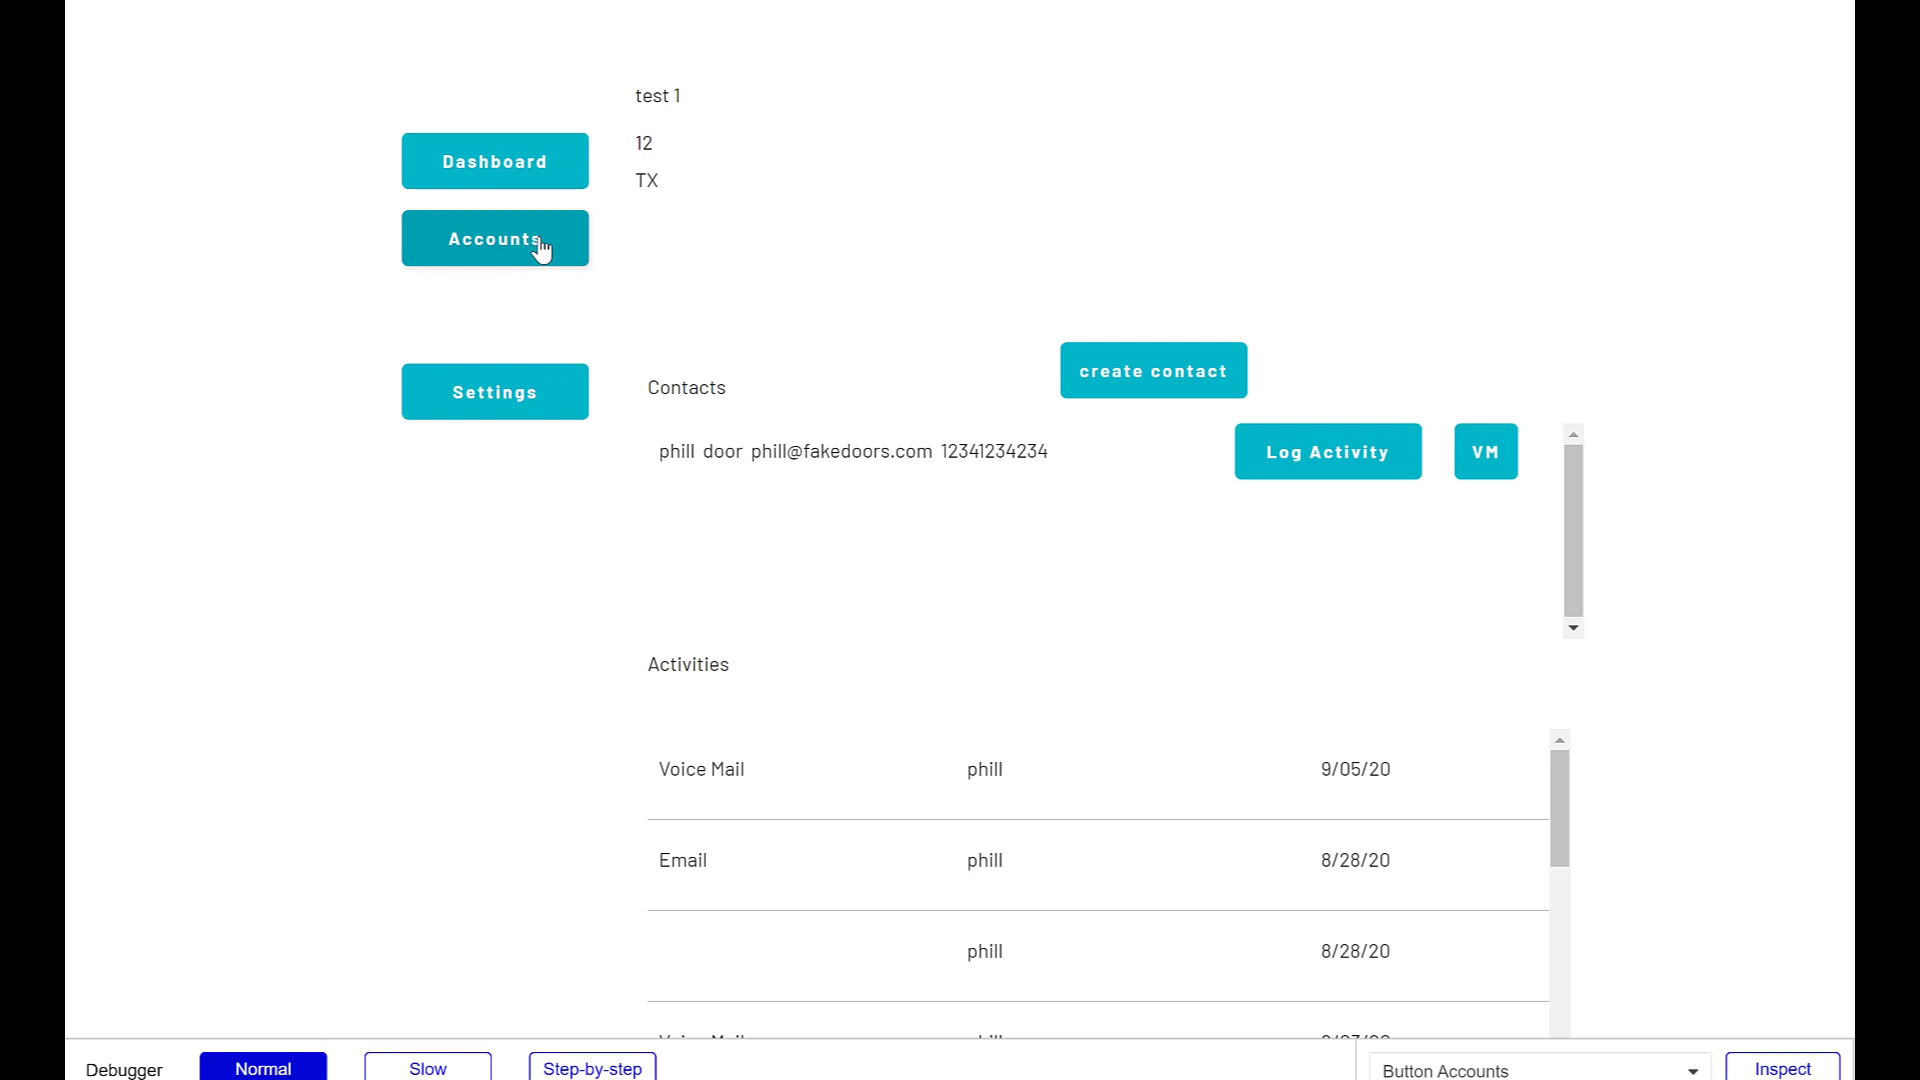 test 1
12
Dashboard
TX
Accounts
create contact
Contacts
Settings
phill door phill@fakedoors.com 12341234234
Log Activity
VM
Activities
Voice Mail phill 9/05/20
Email phill 8/28/20
phill 8/28/20
Debugger Normal Slow Step-by-step Button Accounts Inspect